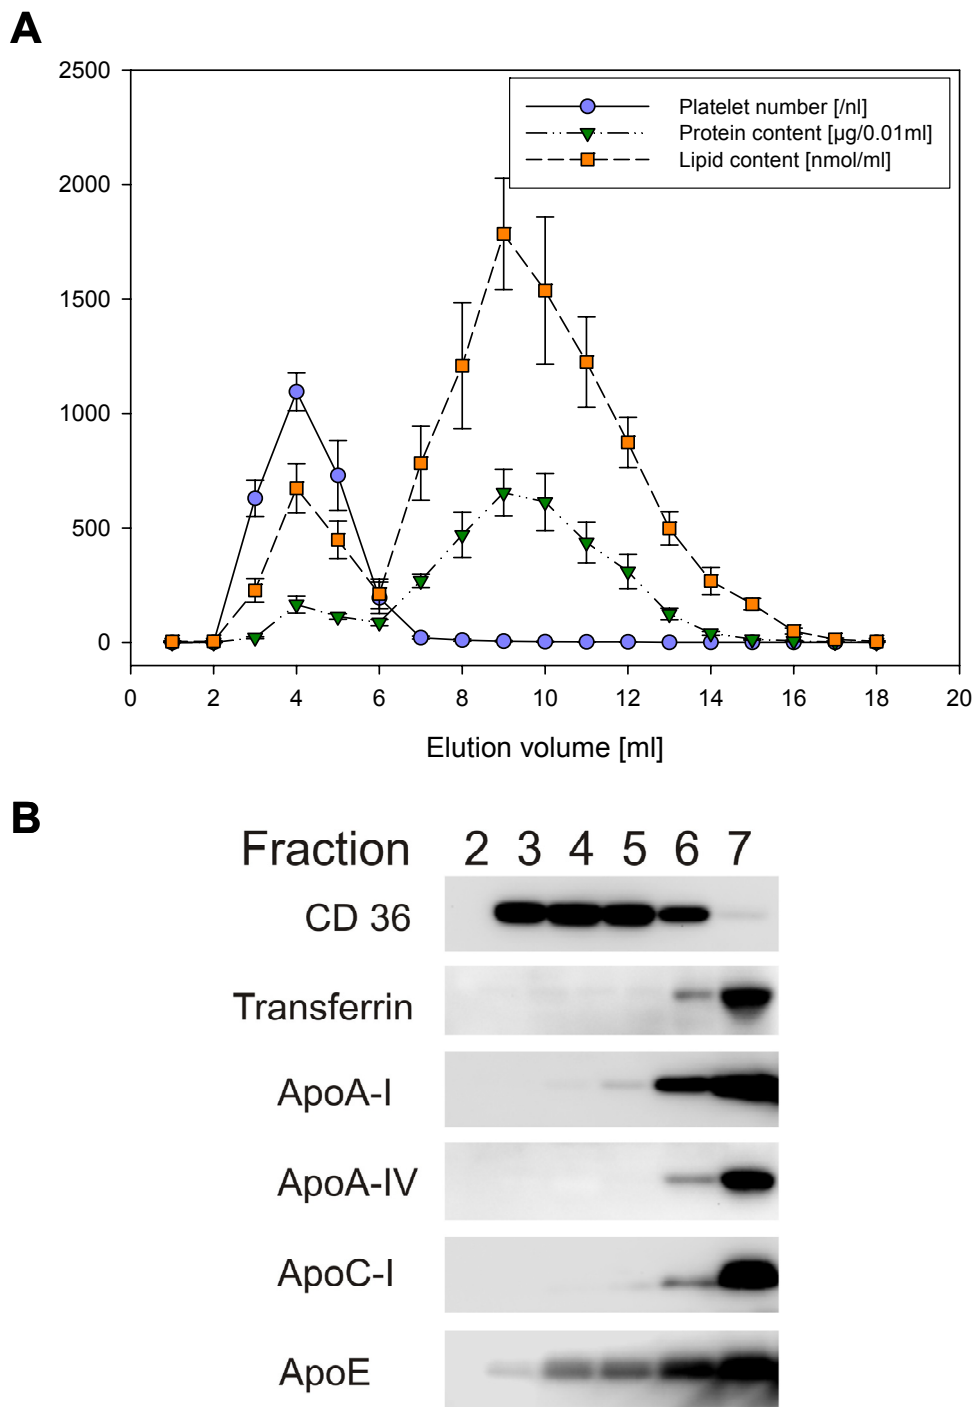 A
2500
2000
1500
1000
500
0
Platelet number [/nl]
Protein content [µg/0.01ml]
Lipid content [nmol/ml]
0 2 4 6 8 10 12 14 16 18 20
Elution volume [ml]
B
Fraction 2 3 4 5 6 7
CD 36
Transferrin
ApoA-I
ApoA-IV
ApoC-I
ApoE